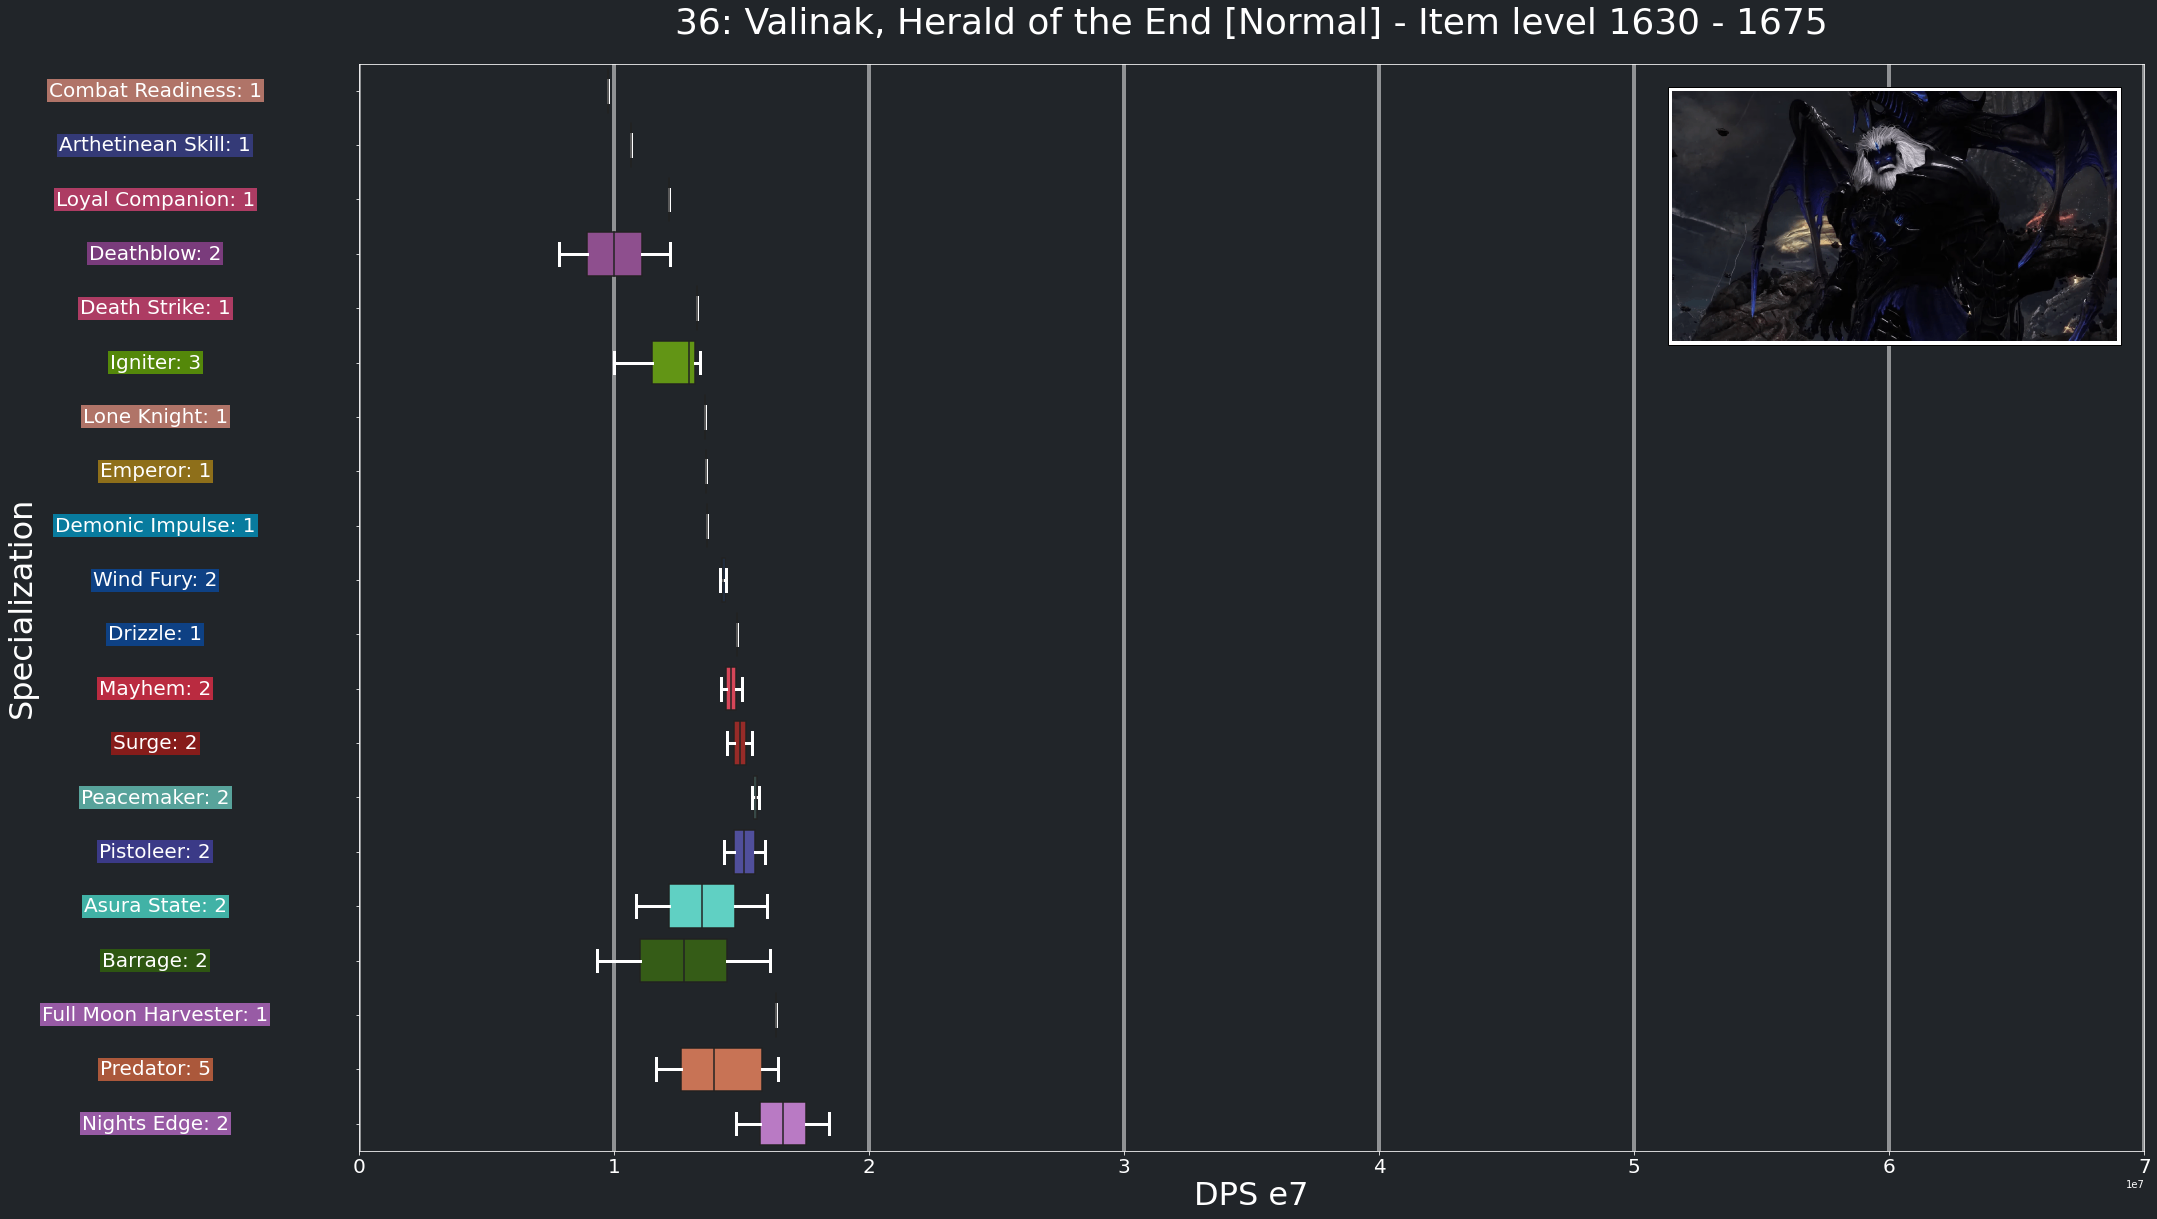 36: Valinak, Herald of the End [Normal] - Item level 1630 - 1675
Specialization
Combat Readiness: 1
Arthetinean Skill: 1
Loyal Companion: 1
Deathblow: 2
Death Strike: 1
Igniter: 3
Lone Knight: 1
Emperor: 1
Demonic Impulse: 1
Wind Fury: 2
Drizzle: 1
Mayhem: 2
Surge: 2
Peacemaker: 2
Pistoleer: 2
Asura State: 2
Barrage: 2
Full Moon Harvester: 1
Predator: 5
Nights Edge: 2
0 1 2 3 4 5 6 7
1e7
DPS e7